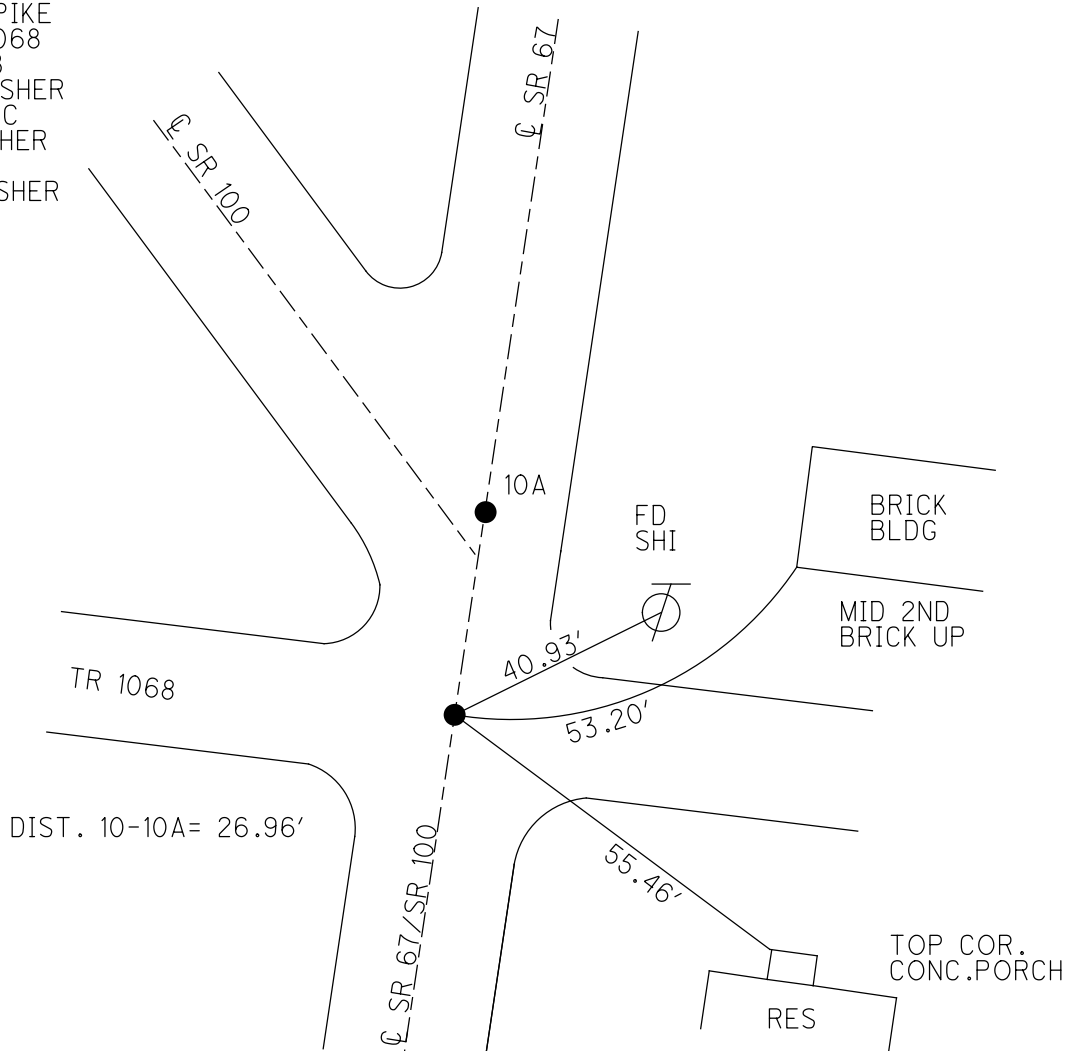 PIKE
068
SHER
C
HER
SHER
℄ SR 67
℄ SR 100
10A
FD
SHI
BRICK
BLDG
MID 2ND
BRICK UP
40.93'
TR 1068
53.20'
DIST. 10-10A= 26.96'
℄ SR 67/SR 100
55.46'
TOP COR.
CONC.PORCH
RES